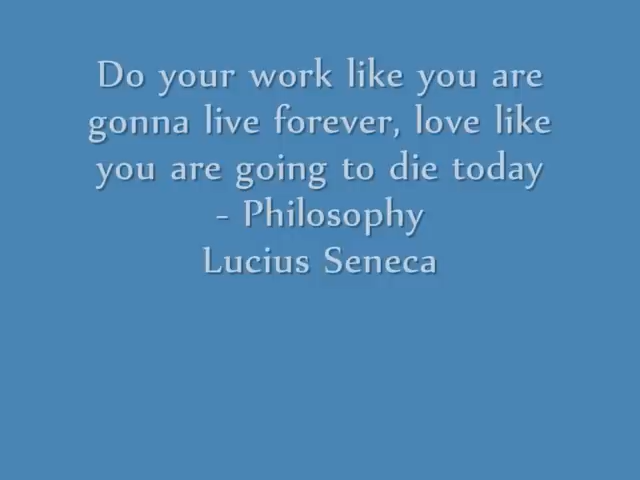 Do your work like you are
gonna live forever, love like
you are going to die today
- Philosophy
Lucius Seneca